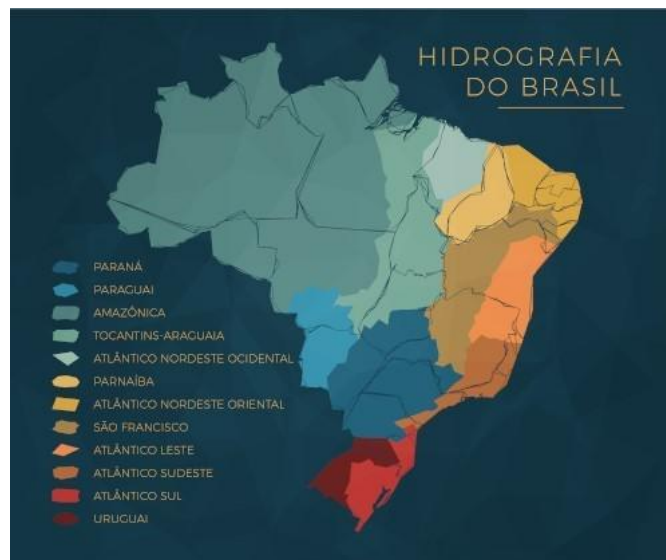 HIDROGRAFIA
DO BRASIL
PARANÁ
PARAGUAI
AMAZÔNICA
TOCANTINS-ARAGUAIA
ATLÂNTICO NORDESTE OCIDENTAL
PARNAÍBA
ATLÂNTICO NORDESTE ORIENTAL
SÃO FRANCISCO
ATLÂNTICO LESTE
ATLÂNTICO SUDESTE
ATLÂNTICO SUL
URUGUAI